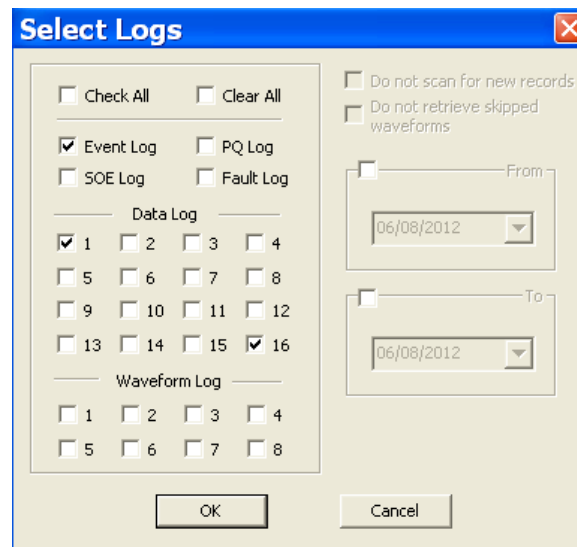 Select Logs
Check All Clear All
Event Log PQ Log
SOE Log Fault Log
Data Log
1 2 3 4
5 6 7 8
9 10 11 12
13 14 15 16
Waveform Log
1 2 3 4
5 6 7 8
Do not scan for new records
Do not retrieve skipped
waveforms
From
06/08/2012
To
06/08/2012
OK Cancel